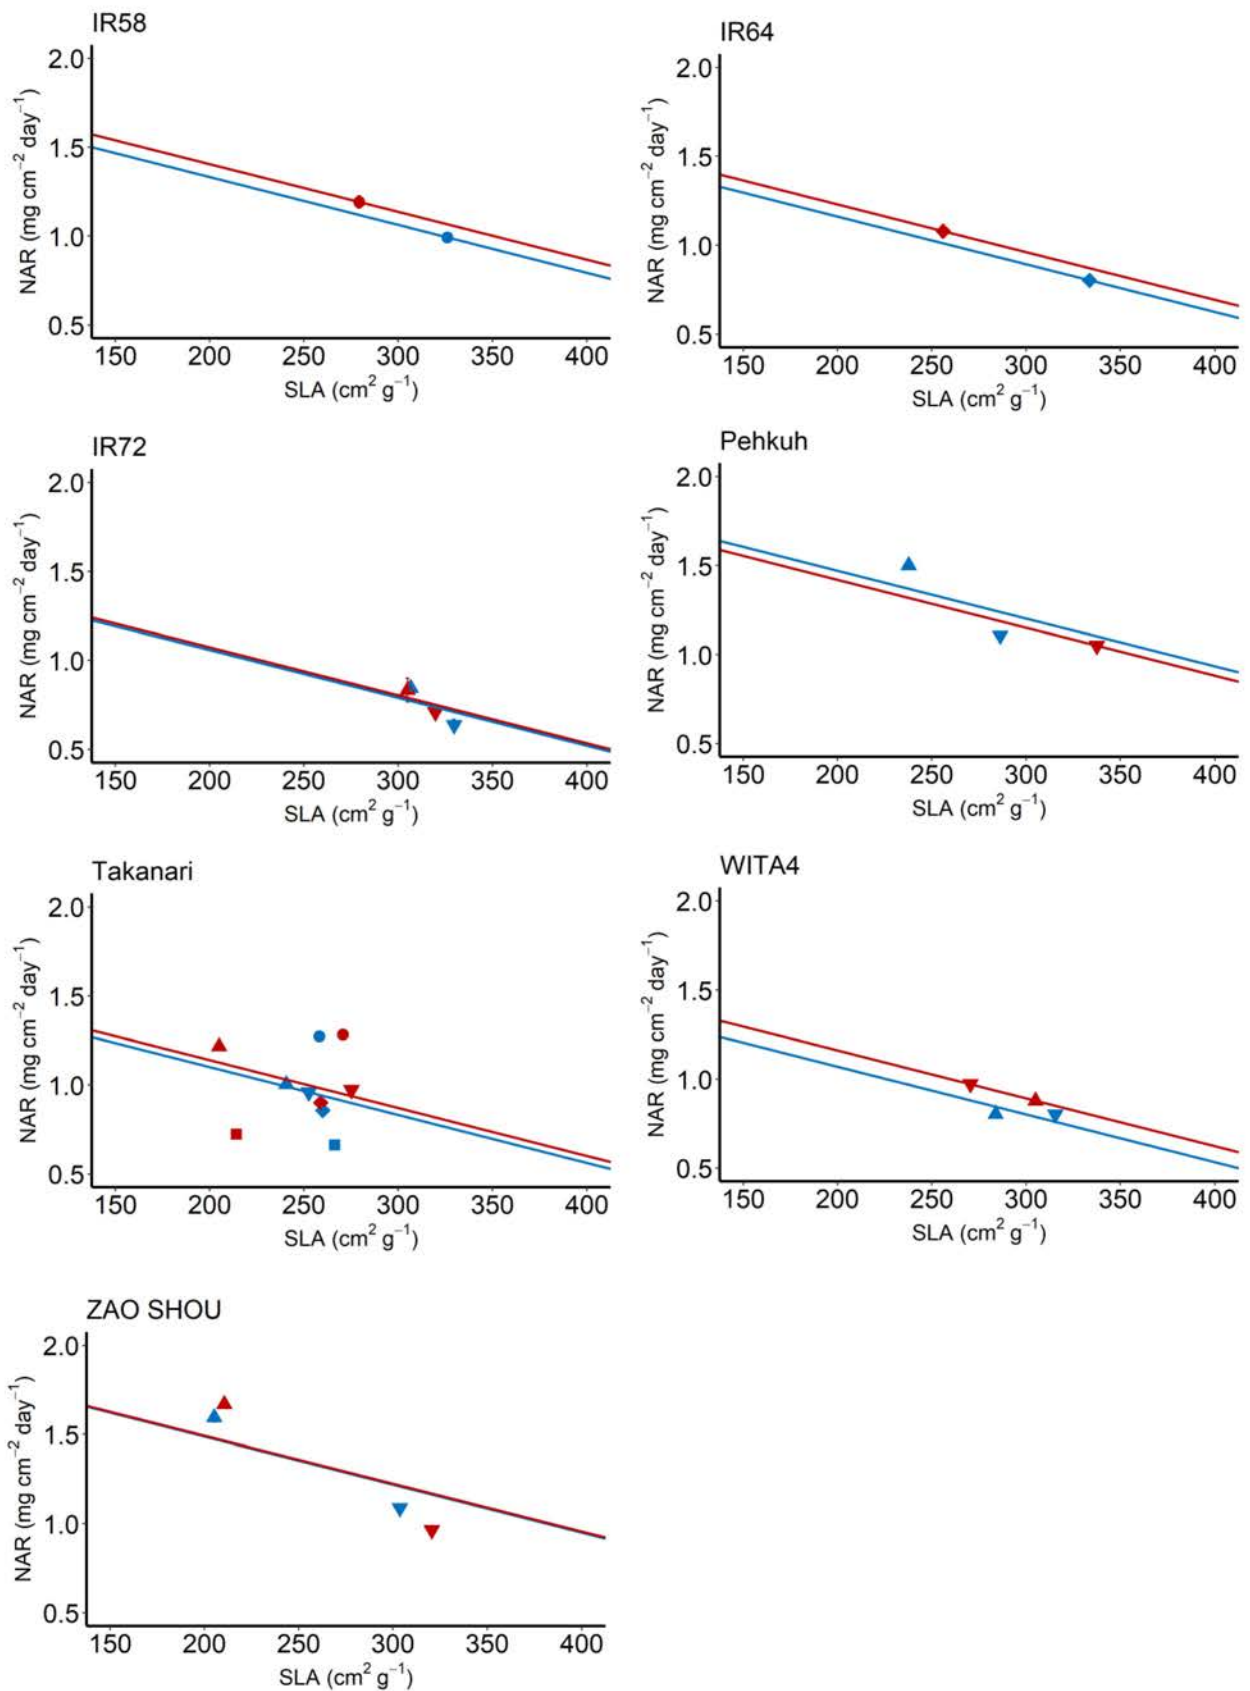 IR58
2.0
1.5
1.0
0.5
NAR (mg cm⁻² day⁻¹)
150 200 250 300 350 400
SLA (cm² g⁻¹)
IR64
2.0
1.5
1.0
0.5
NAR (mg cm⁻² day⁻¹)
150 200 250 300 350 400
SLA (cm² g⁻¹)
IR72
2.0
1.5
1.0
0.5
NAR (mg cm⁻² day⁻¹)
150 200 250 300 350 400
SLA (cm² g⁻¹)
Pehkuh
2.0
1.5
1.0
0.5
NAR (mg cm⁻² day⁻¹)
150 200 250 300 350 400
SLA (cm² g⁻¹)
Takanari
2.0
1.5
1.0
0.5
NAR (mg cm⁻² day⁻¹)
150 200 250 300 350 400
SLA (cm² g⁻¹)
WITA4
2.0
1.5
1.0
0.5
NAR (mg cm⁻² day⁻¹)
150 200 250 300 350 400
SLA (cm² g⁻¹)
ZAO SHOU
2.0
1.5
1.0
0.5
NAR (mg cm⁻² day⁻¹)
150 200 250 300 350 400
SLA (cm² g⁻¹)